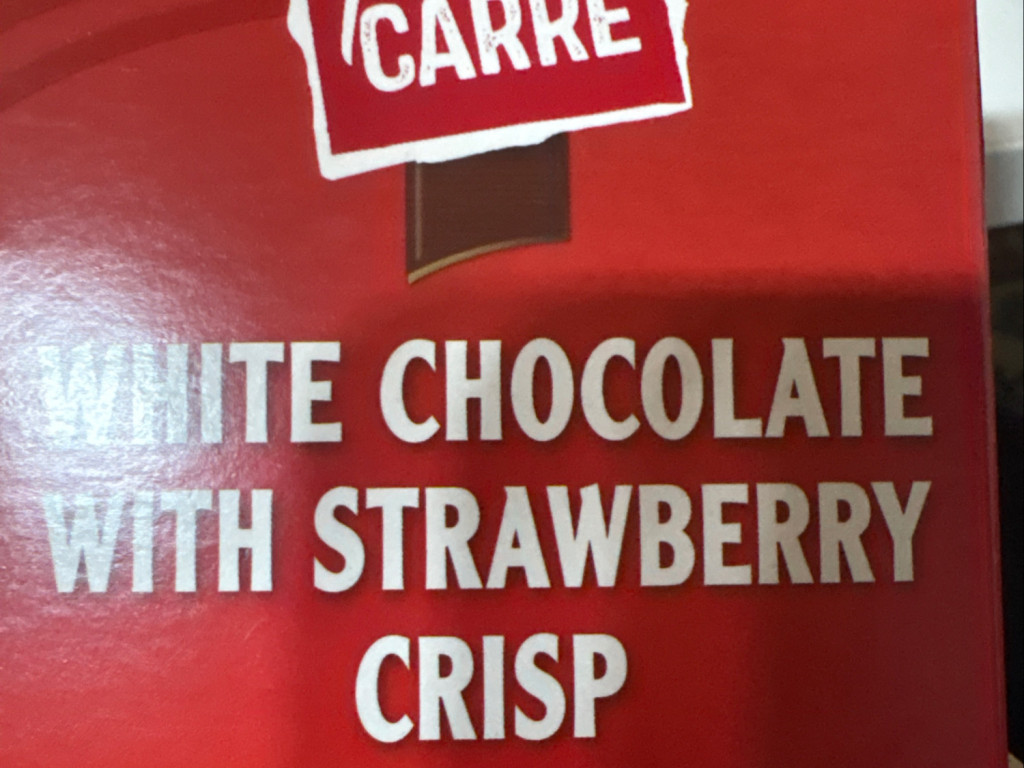 CARRE
WHITE CHOCOLATE
WITH STRAWBERRY
CRISP